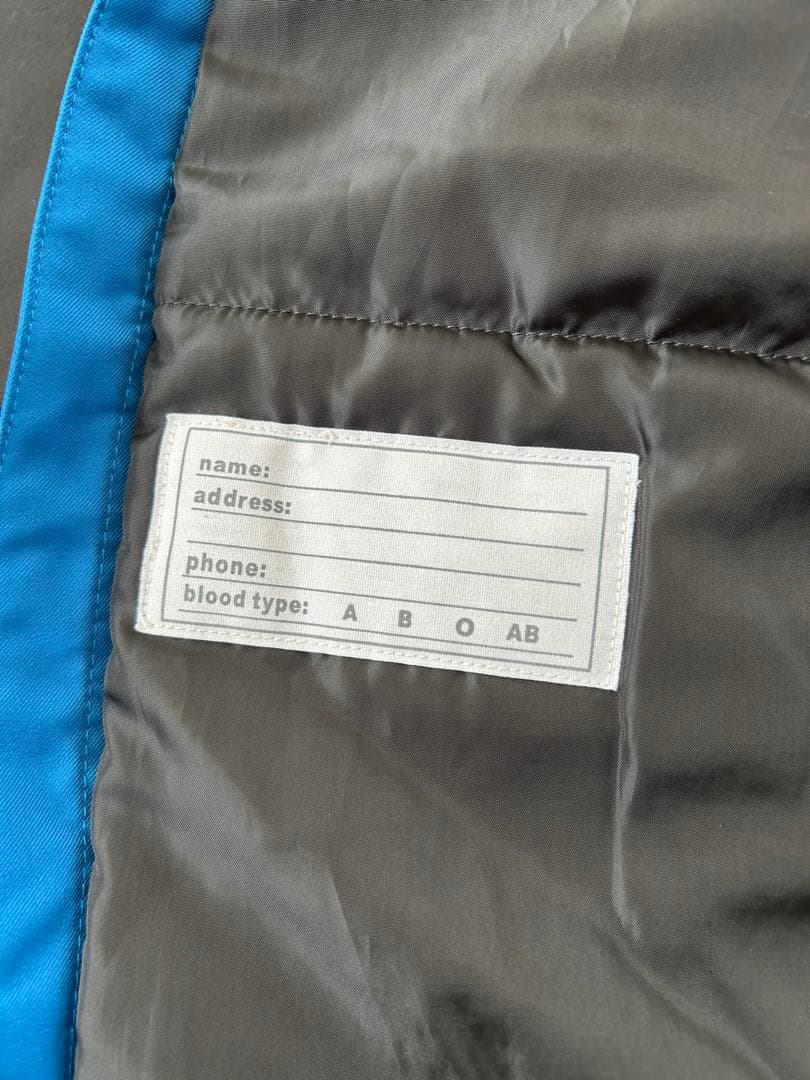 name:
address:
phone:
blood type: A B O AB